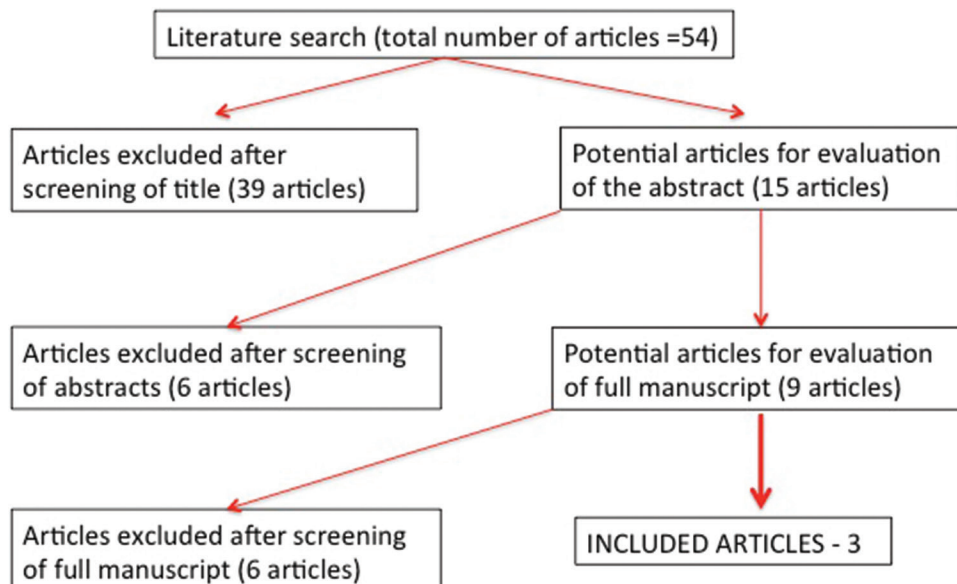 Literature search (total number of articles =54)
Articles excluded after
screening of title (39 articles)
Potential articles for evaluation
of the abstract (15 articles)
Articles excluded after screening
of abstracts (6 articles)
Potential articles for evaluation
of full manuscript (9 articles)
Articles excluded after screening
of full manuscript (6 articles)
INCLUDED ARTICLES - 3